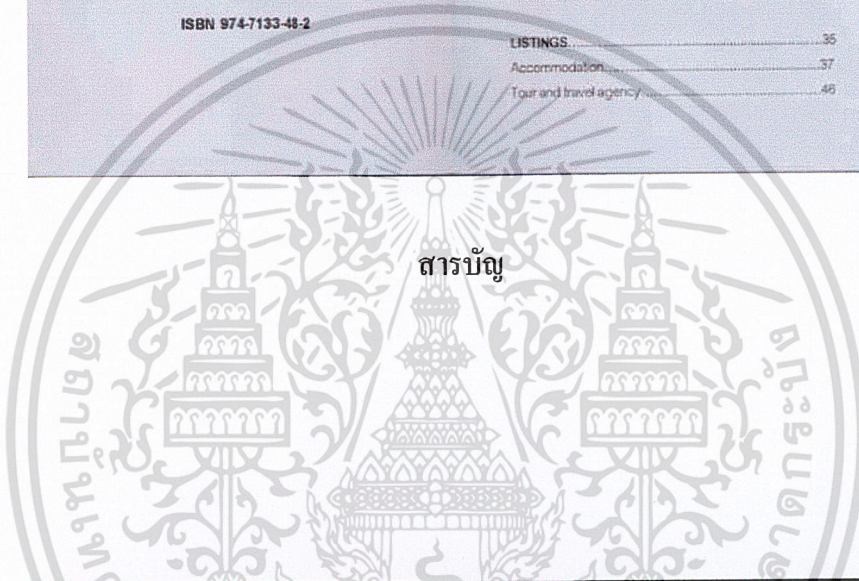 ISBN 974-7133-48-2
LISTINGS....................35
Accommodation....................37
Tour and travel agency....................46
สารบัญ